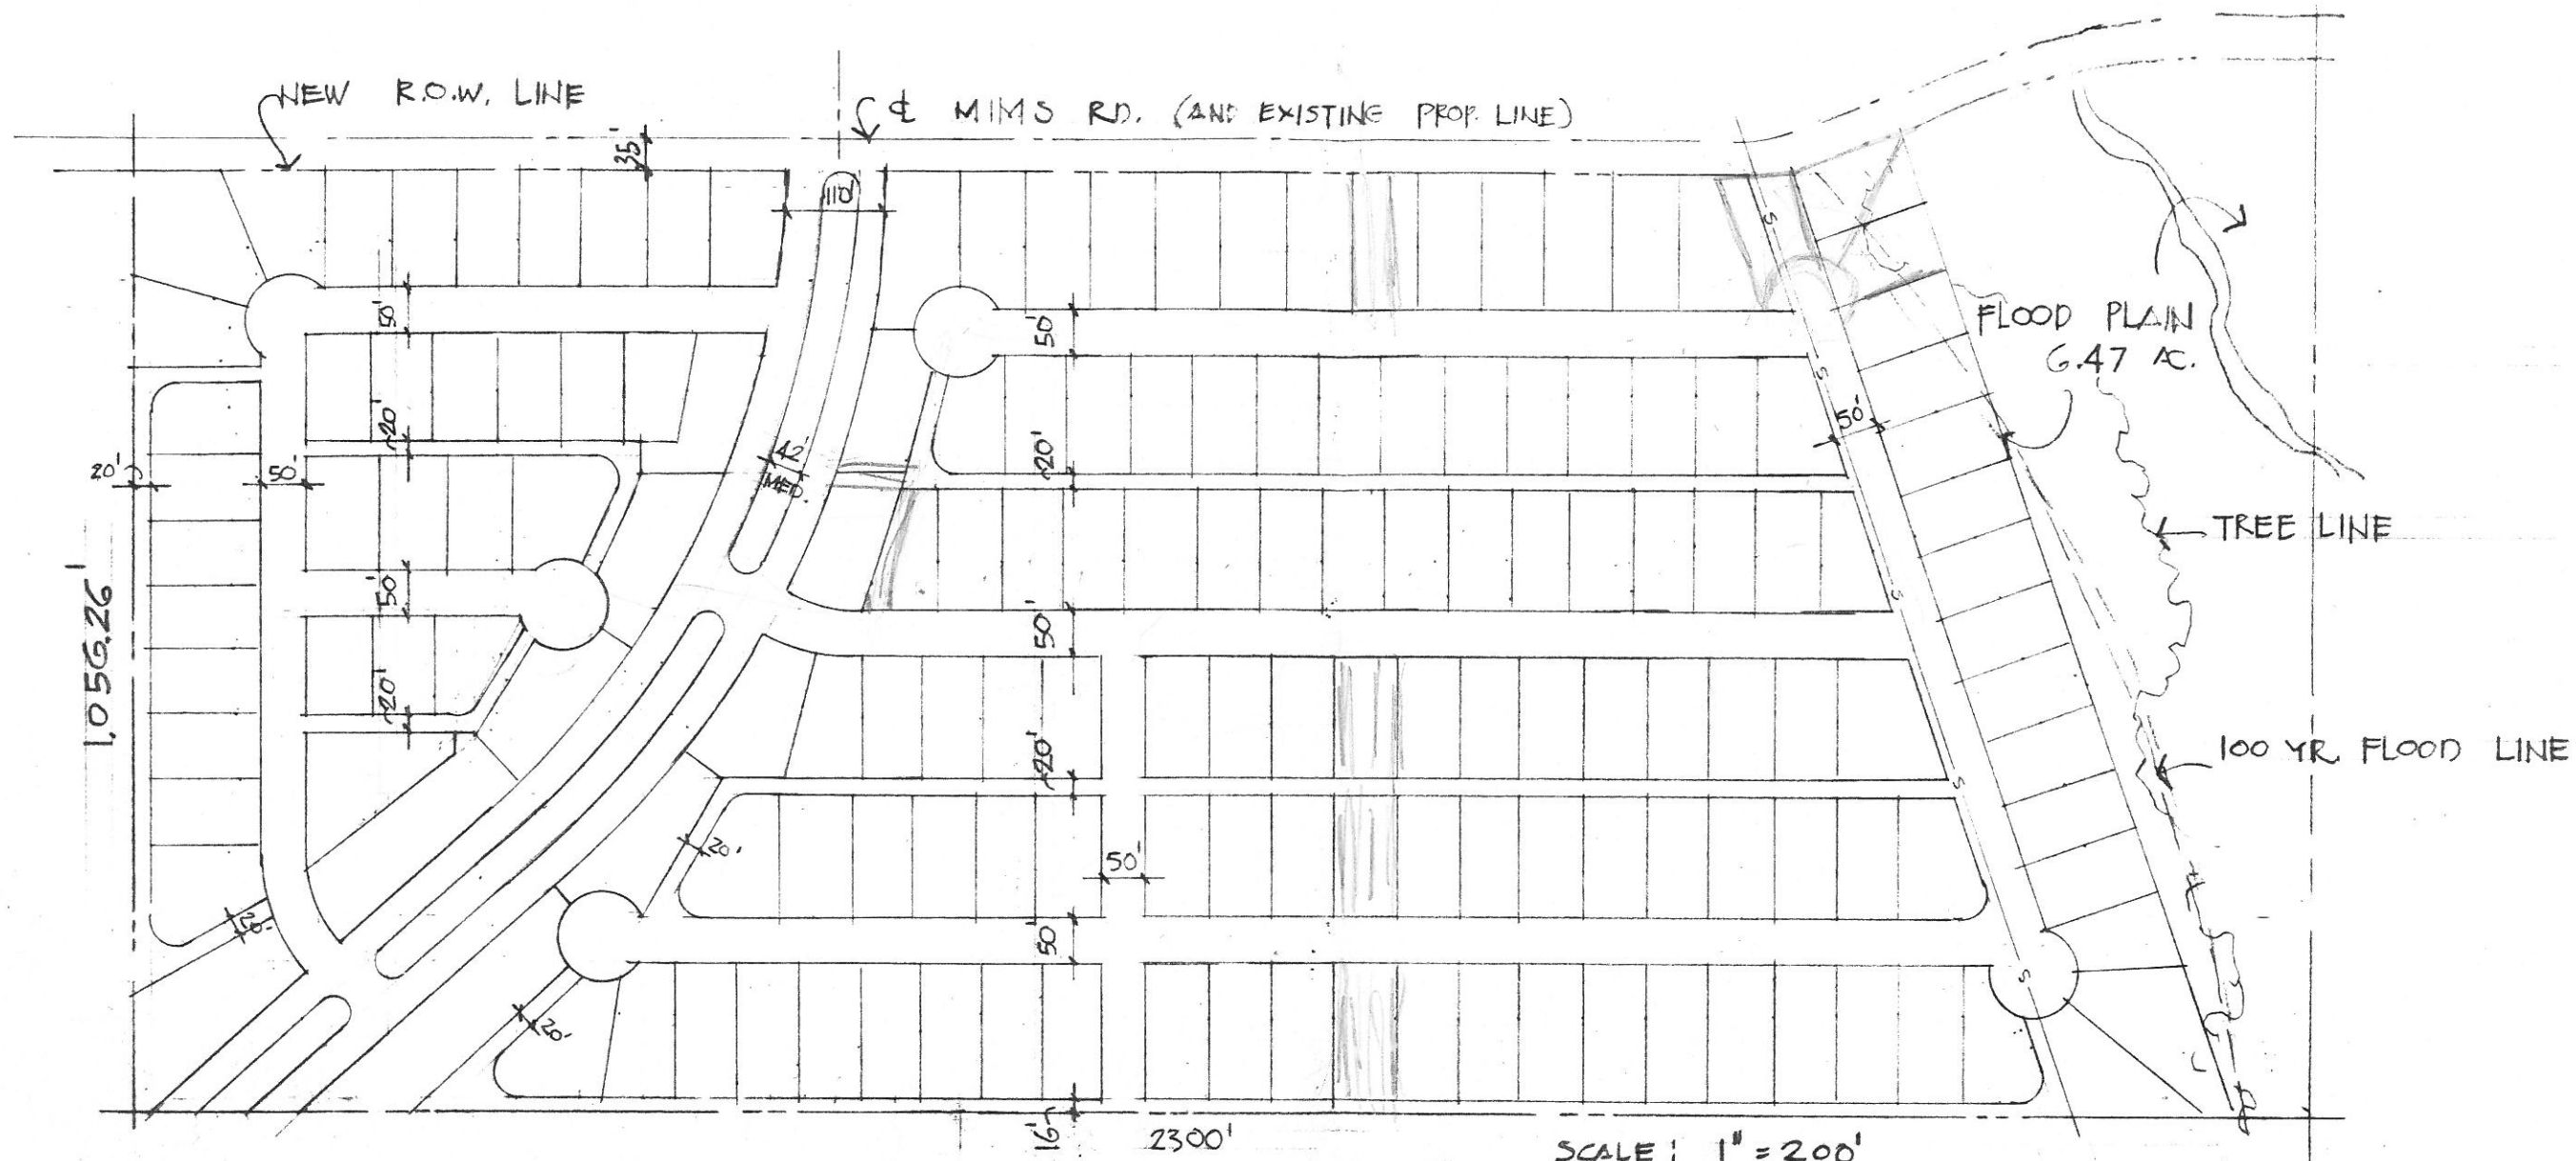 NEW R.O.W. LINE
℄ MIMS RD. (AND EXISTING PROP. LINE)
35'
110'
50'
50'
FLOOD PLAIN
6.47 AC.
20'
50'
20'
50'
42'
MED.
20'
TREE LINE
1,056.26'
50'
50'
20'
20'
100 YR. FLOOD LINE
20'
50'
20'
50'
20'
16'
2300'
SCALE: 1" = 200'
S
S
S
S
S